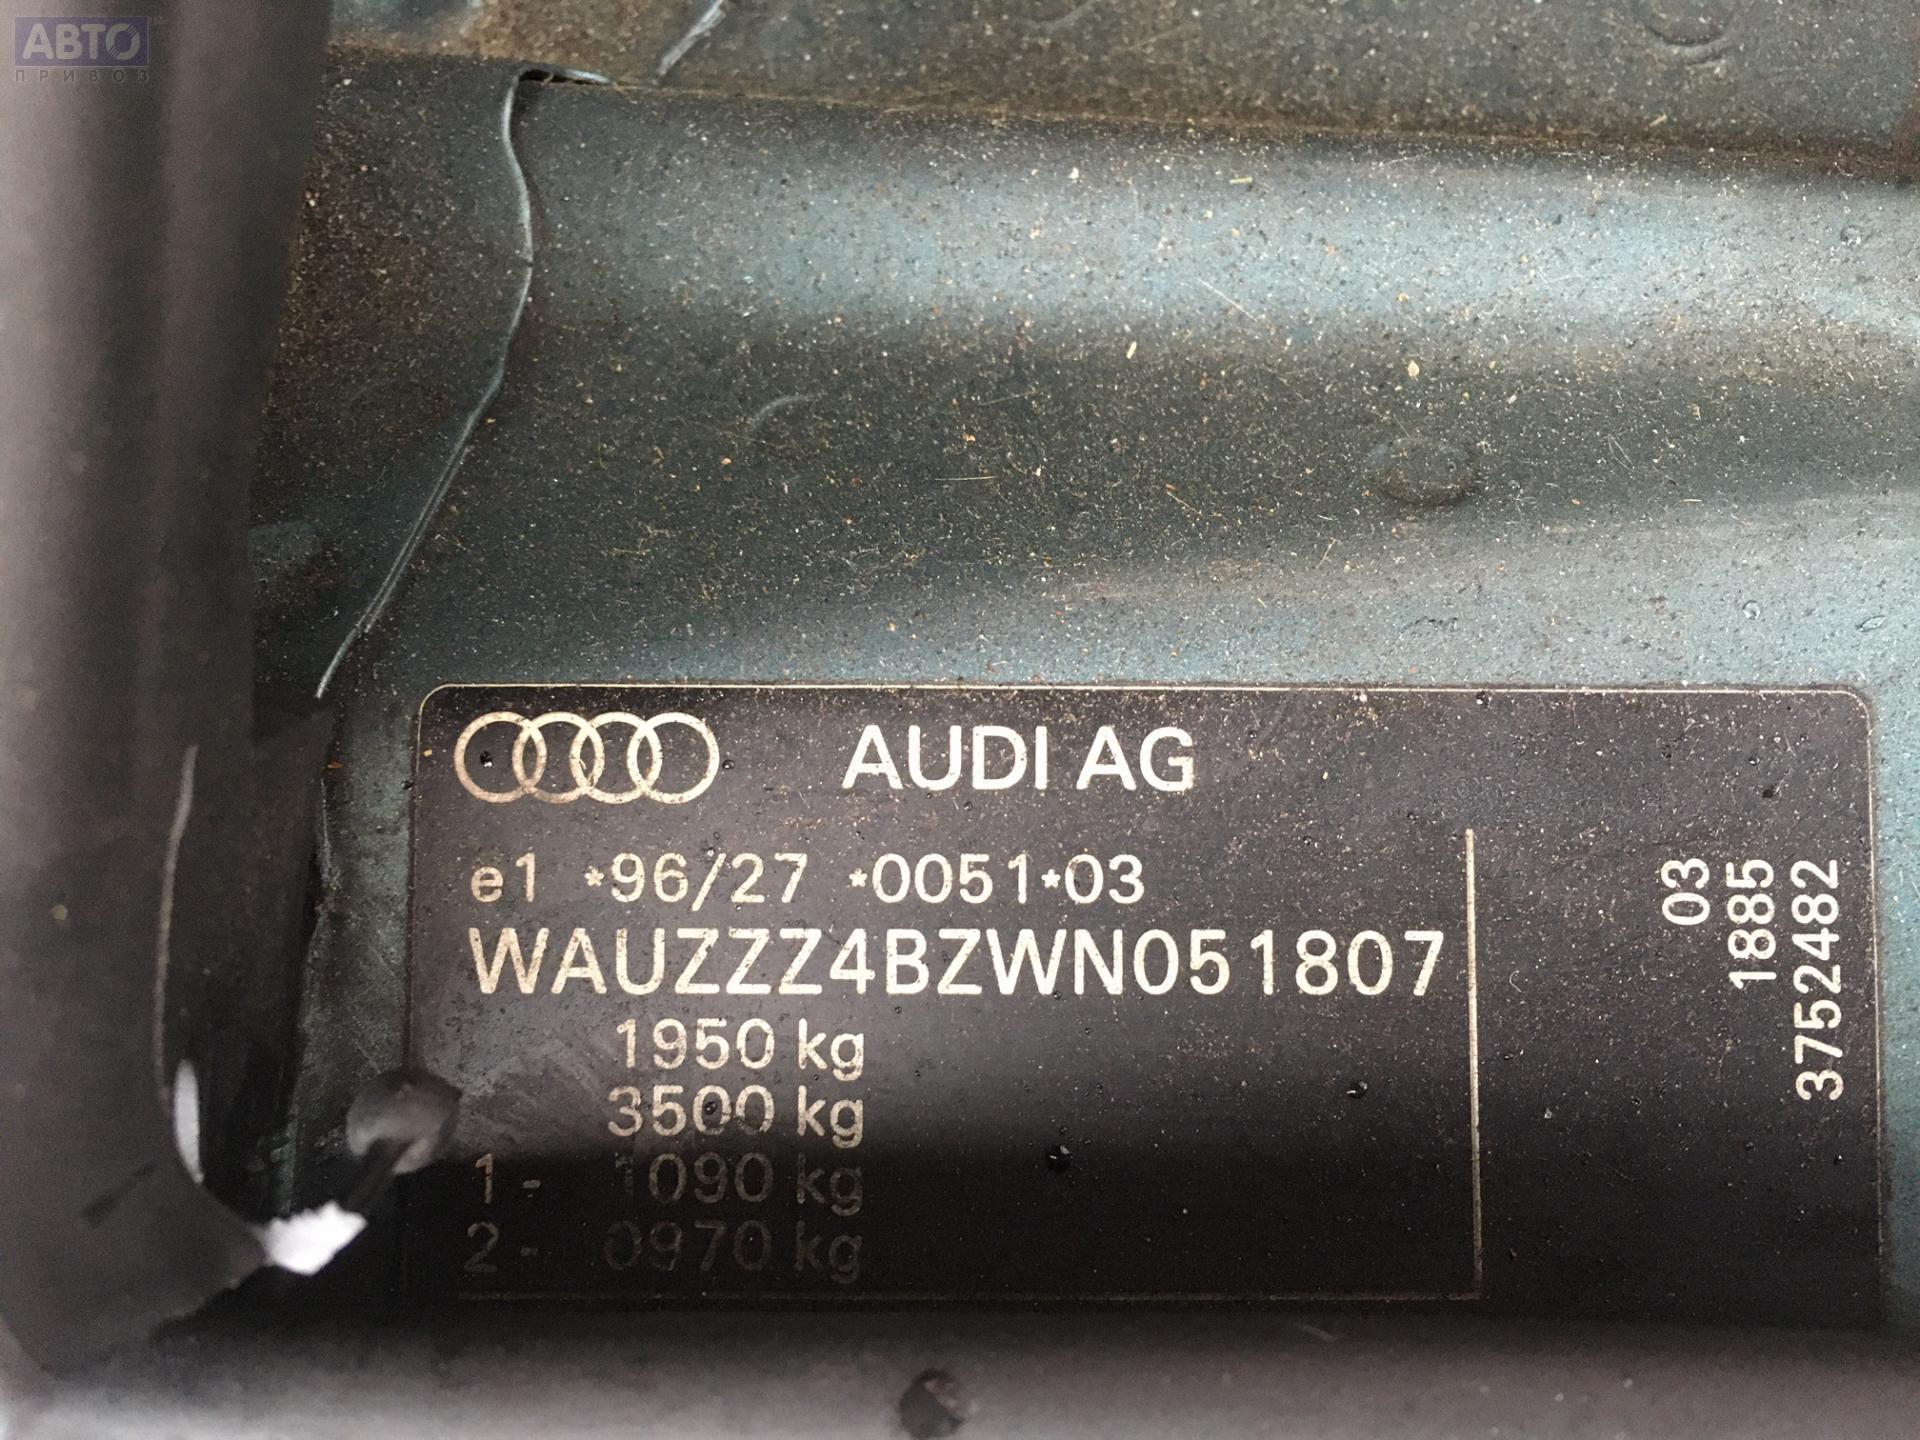 АВТО
ПРИВОЗ
AUDI AG
e1 *96/27 *0051*03
WAUZZZ4BZWN051807
1950 kg
3500 kg
1 - 1090 kg
2 - 0970 kg
03
1885
3752482